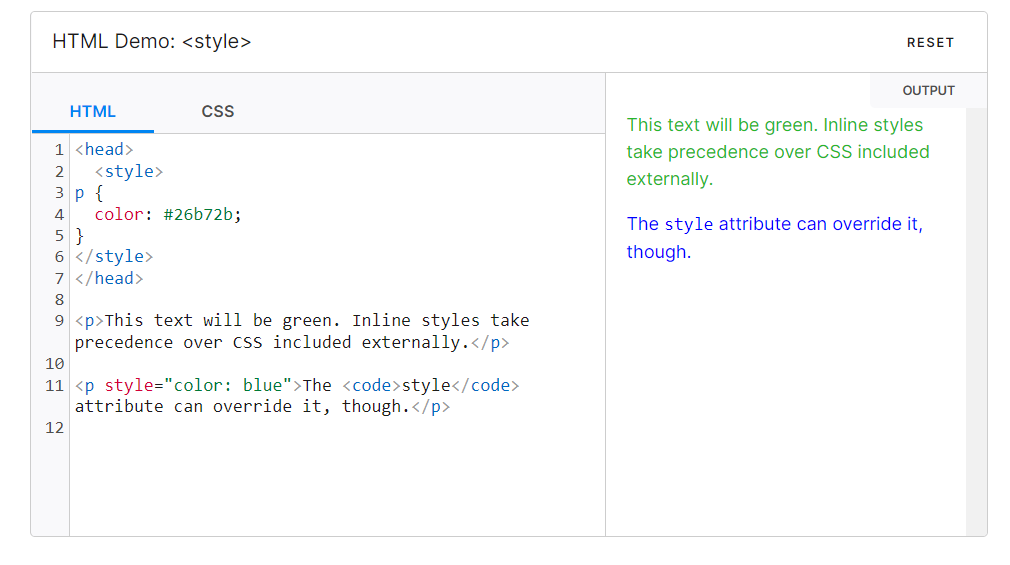 HTML Demo: <style>
RESET
HTML CSS
OUTPUT
1 <head>
2   <style>
3 p {
4   color: #26b72b;
5 }
6 </style>
7 </head>
8
9 <p>This text will be green. Inline styles take
precedence over CSS included externally.</p>
10
11 <p style="color: blue">The <code>style</code>
attribute can override it, though.</p>
12
This text will be green. Inline styles
take precedence over CSS included
externally.
The style attribute can override it,
though.